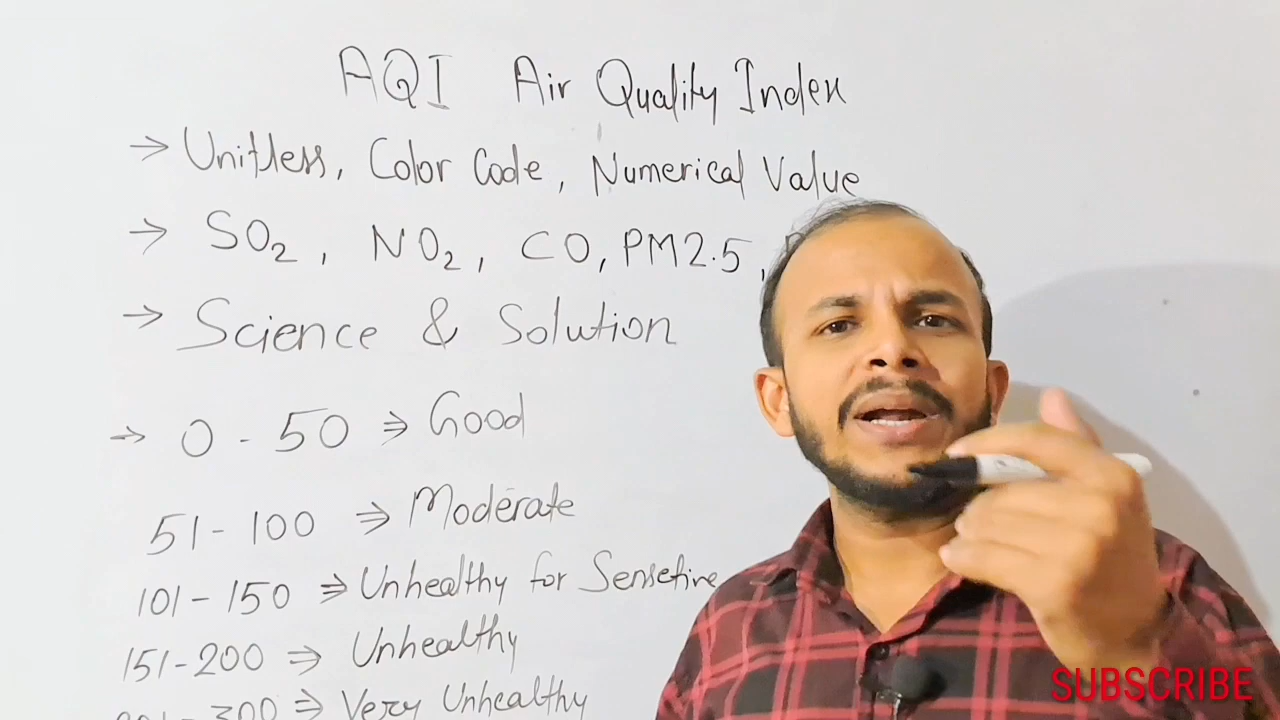 AQI Air Quality Index
→ Unitless, Color Code, Numerical Value
→ SO₂, NO₂, CO, PM2.5,
→ Science & Solution
→ 0 - 50 ⇒ Good
51 - 100 ⇒ Moderate
101 - 150 ⇒ Unhealthy for Sensetive
151 - 200 ⇒ Unhealthy
300 ⇒ Very Unhealthy
SUBSCRIBE